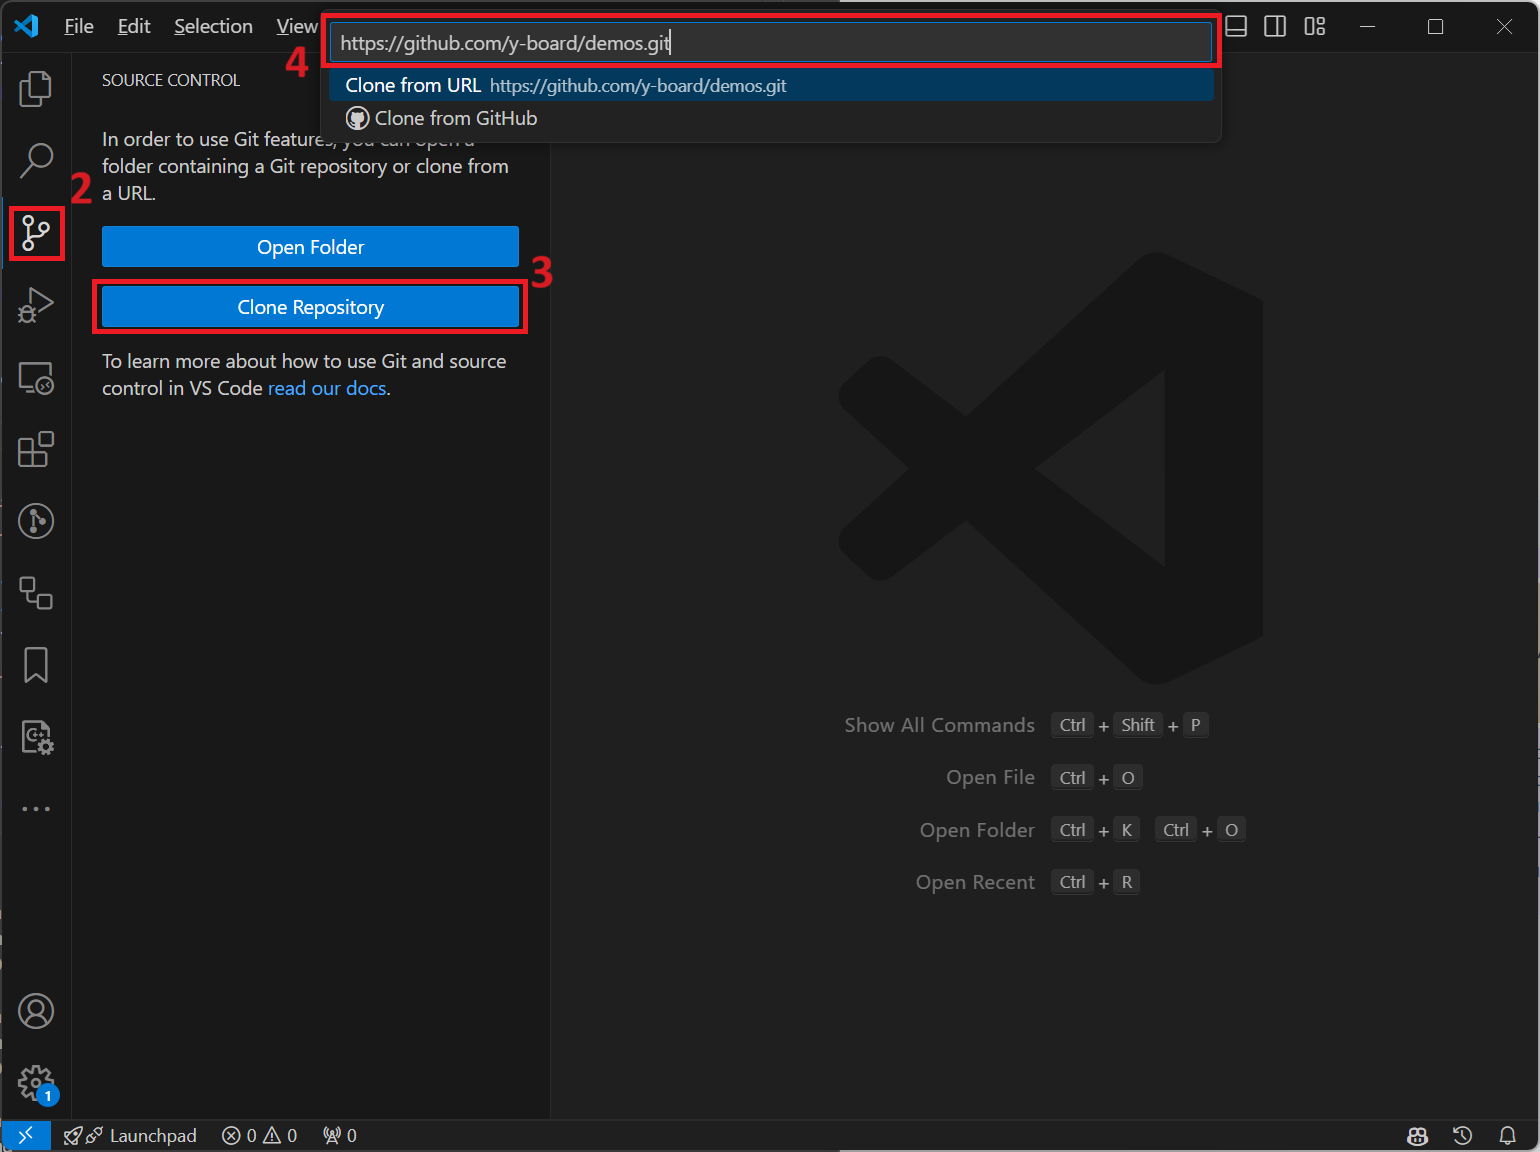 File Edit Selection View
4
https://github.com/y-board/demos.git
Clone from URL https://github.com/y-board/demos.git
Clone from GitHub
SOURCE CONTROL
In order to use Git features, you can open a
folder containing a Git repository or clone from
a URL.
2
Open Folder
3
Clone Repository
To learn more about how to use Git and source
control in VS Code read our docs.
Show All Commands Ctrl + Shift + P
Open File Ctrl + O
Open Folder Ctrl + K Ctrl + O
Open Recent Ctrl + R
1
Launchpad 0 0 0